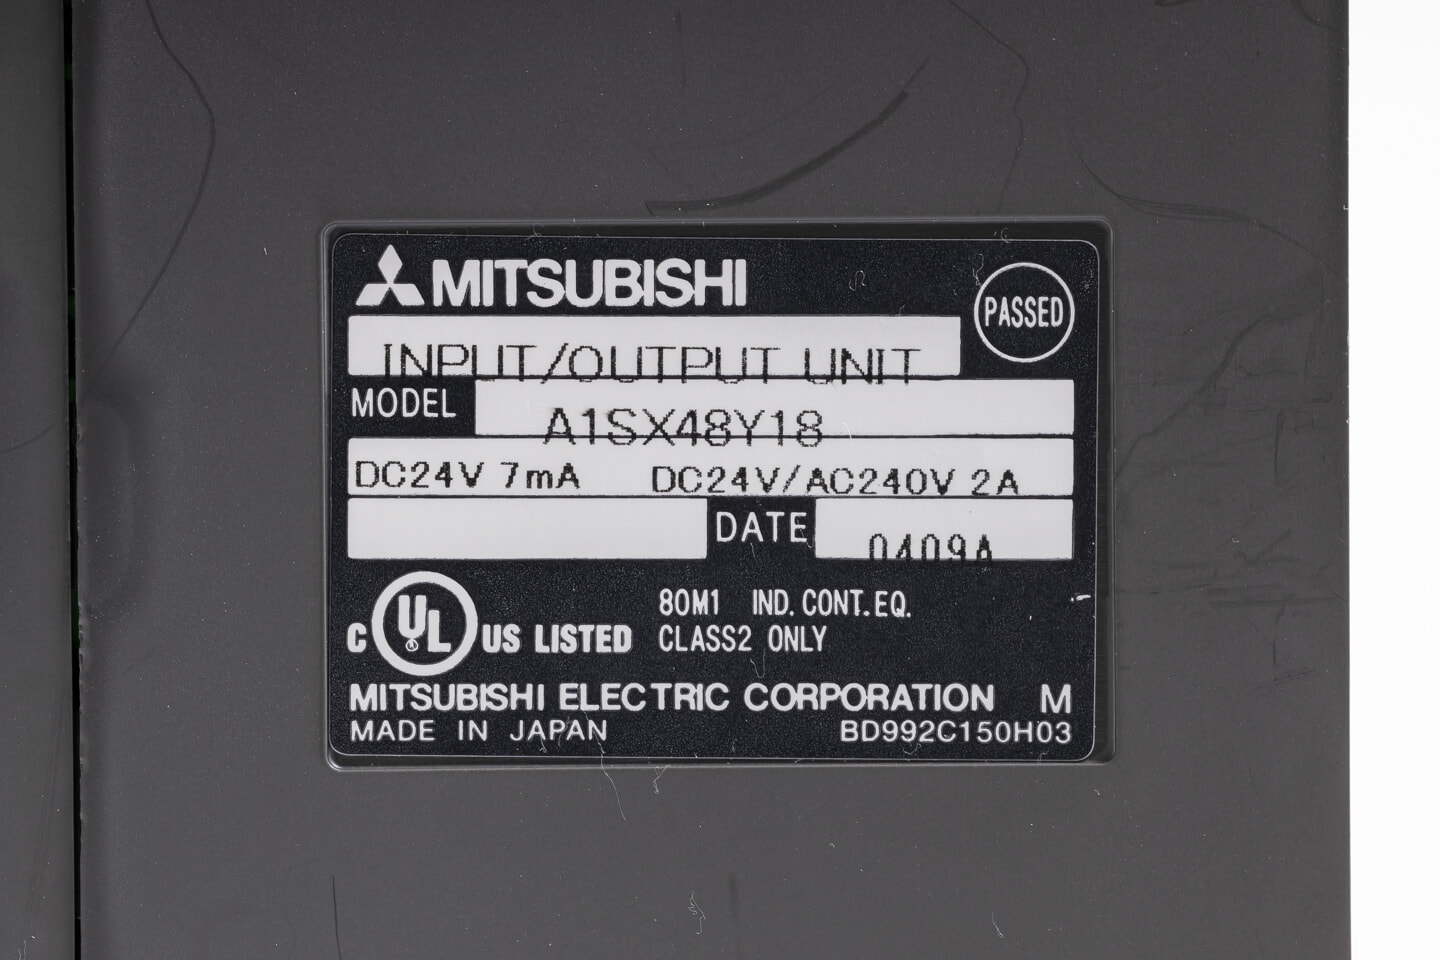 MITSUBISHI
PASSED
INPUT/OUTPUT UNIT
MODEL A1SX48Y18
DC24V 7mA DC24V/AC240V 2A
DATE 0409A
C UL US LISTED
80M1 IND. CONT. EQ.
CLASS2 ONLY
MITSUBISHI ELECTRIC CORPORATION M
MADE IN JAPAN BD992C150H03